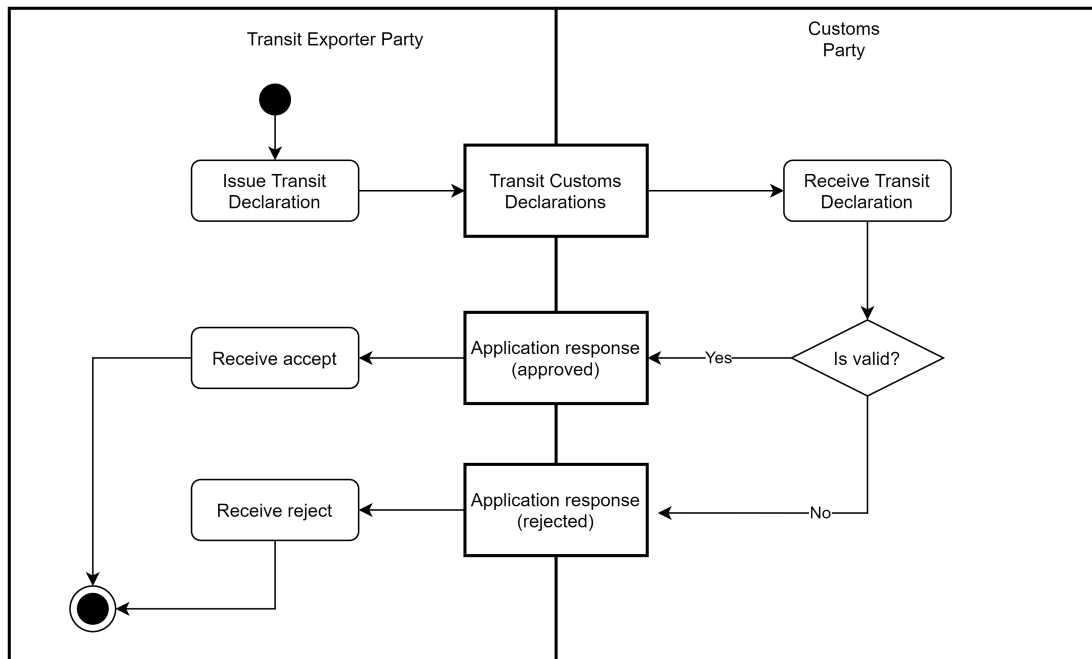 Transit Exporter Party
Customs
Party
Issue Transit
Declaration
Transit Customs
Declarations
Receive Transit
Declaration
Receive accept
Application response
(approved)
Yes
Is valid?
Receive reject
Application response
(rejected)
No